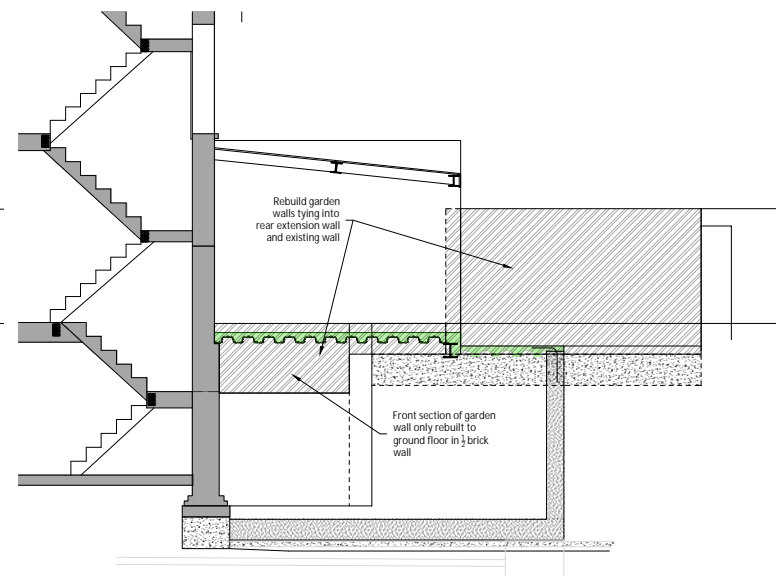 Rebuild garden
walls tying into
rear extension wall
and existing wall
Front section of garden
wall only rebuilt to
ground floor in ½ brick
wall